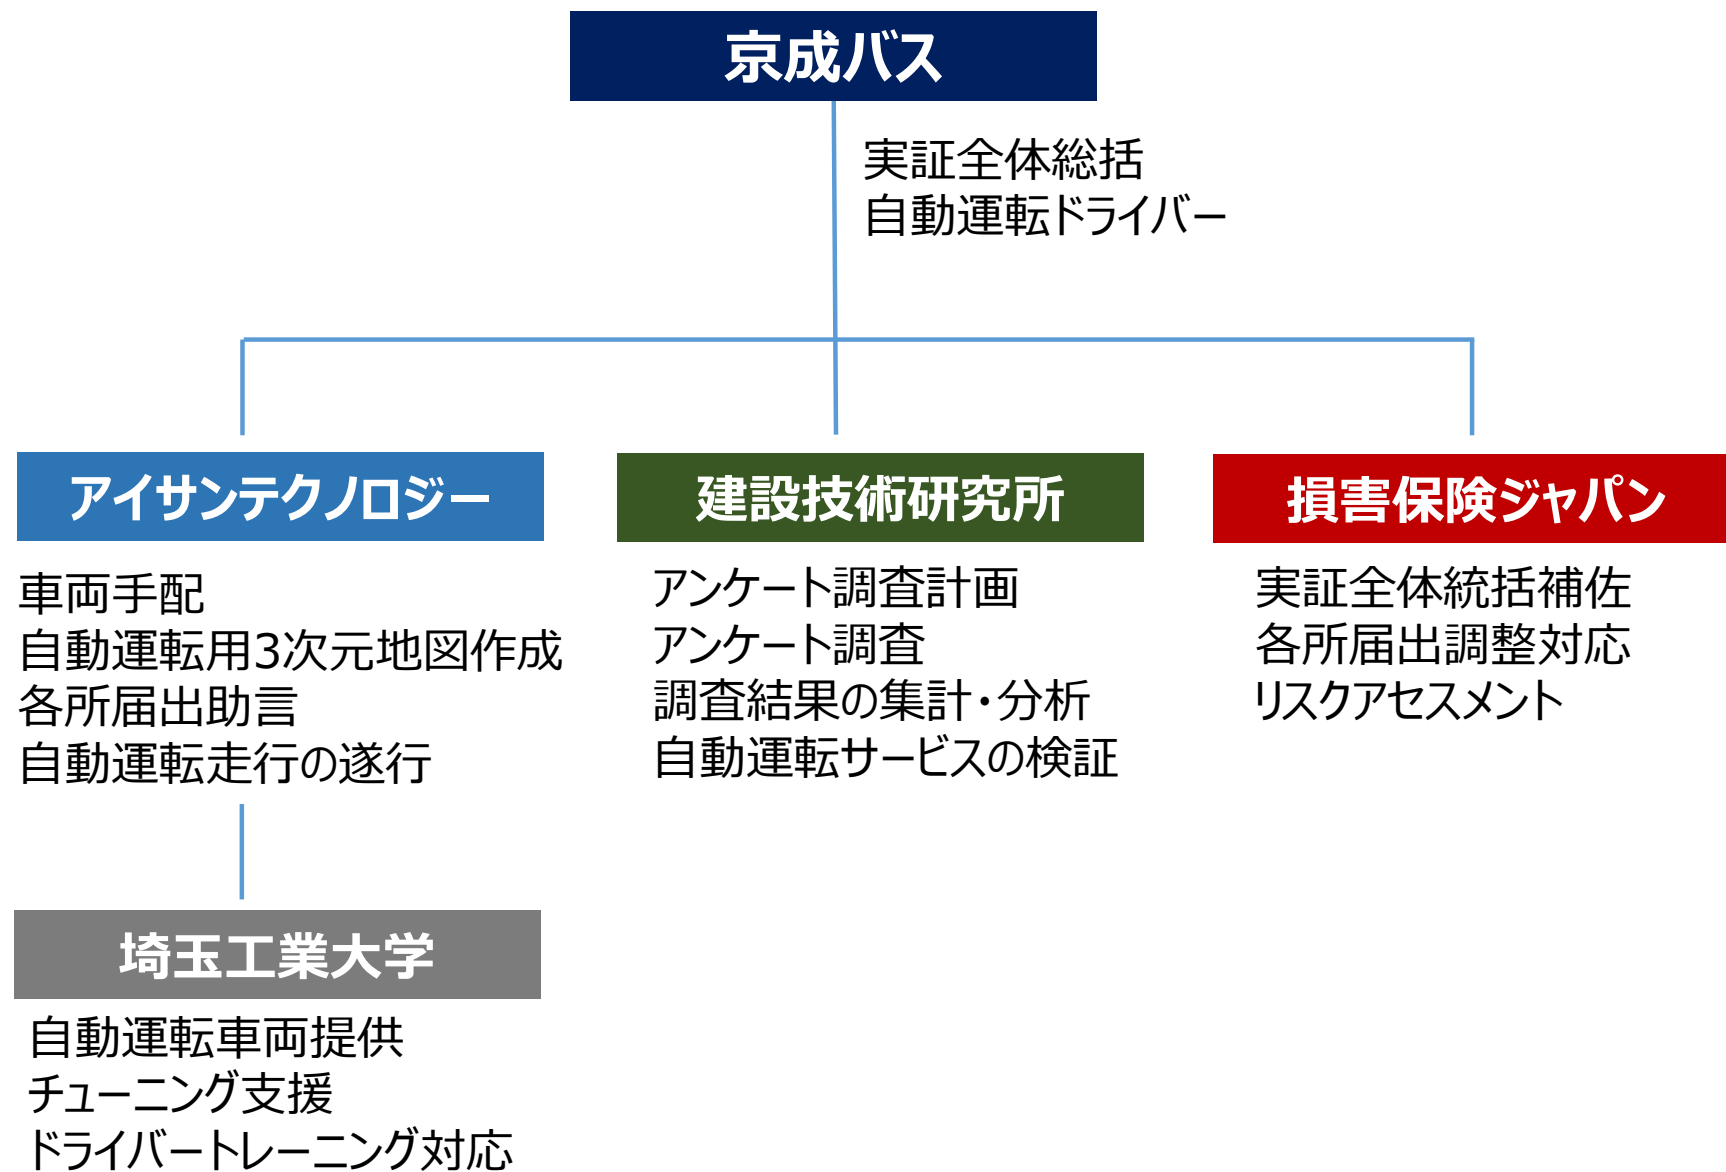 京成バス
実証全体総括
自動運転ドライバー
アイサンテクノロジー
車両手配
自動運転用3次元地図作成
各所届出助言
自動運転走行の遂行
建設技術研究所
アンケート調査計画
アンケート調査
調査結果の集計・分析
自動運転サービスの検証
損害保険ジャパン
実証全体統括補佐
各所届出調整対応
リスクアセスメント
埼玉工業大学
自動運転車両提供
チューニング支援
ドライバートレーニング対応